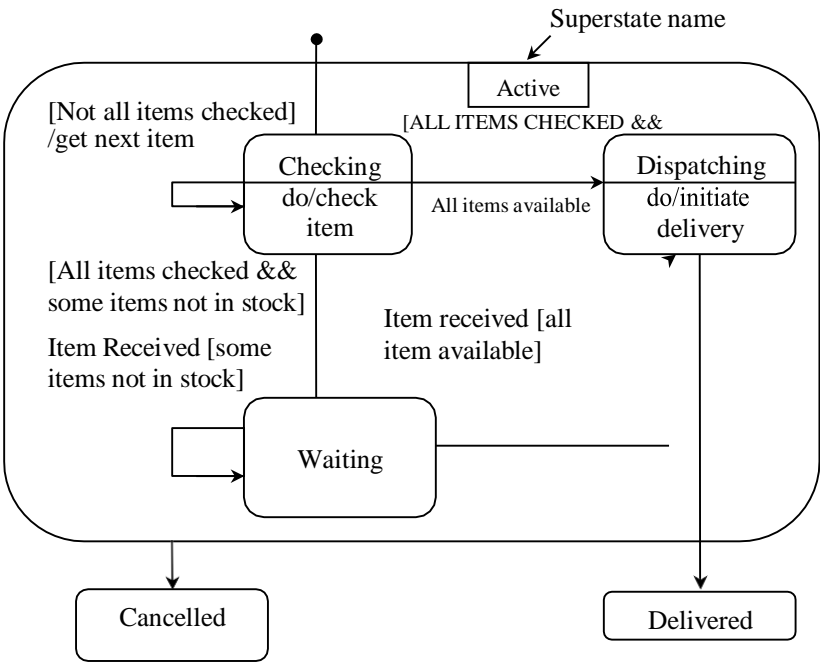 Superstate name
Active
[Not all items checked]
/get next item
[ALL ITEMS CHECKED &&
Checking
do/check
item
All items available
Dispatching
do/initiate
delivery
[All items checked &&
some items not in stock]
Item received [all
item available]
Item Received [some
items not in stock]
Waiting
Cancelled
Delivered